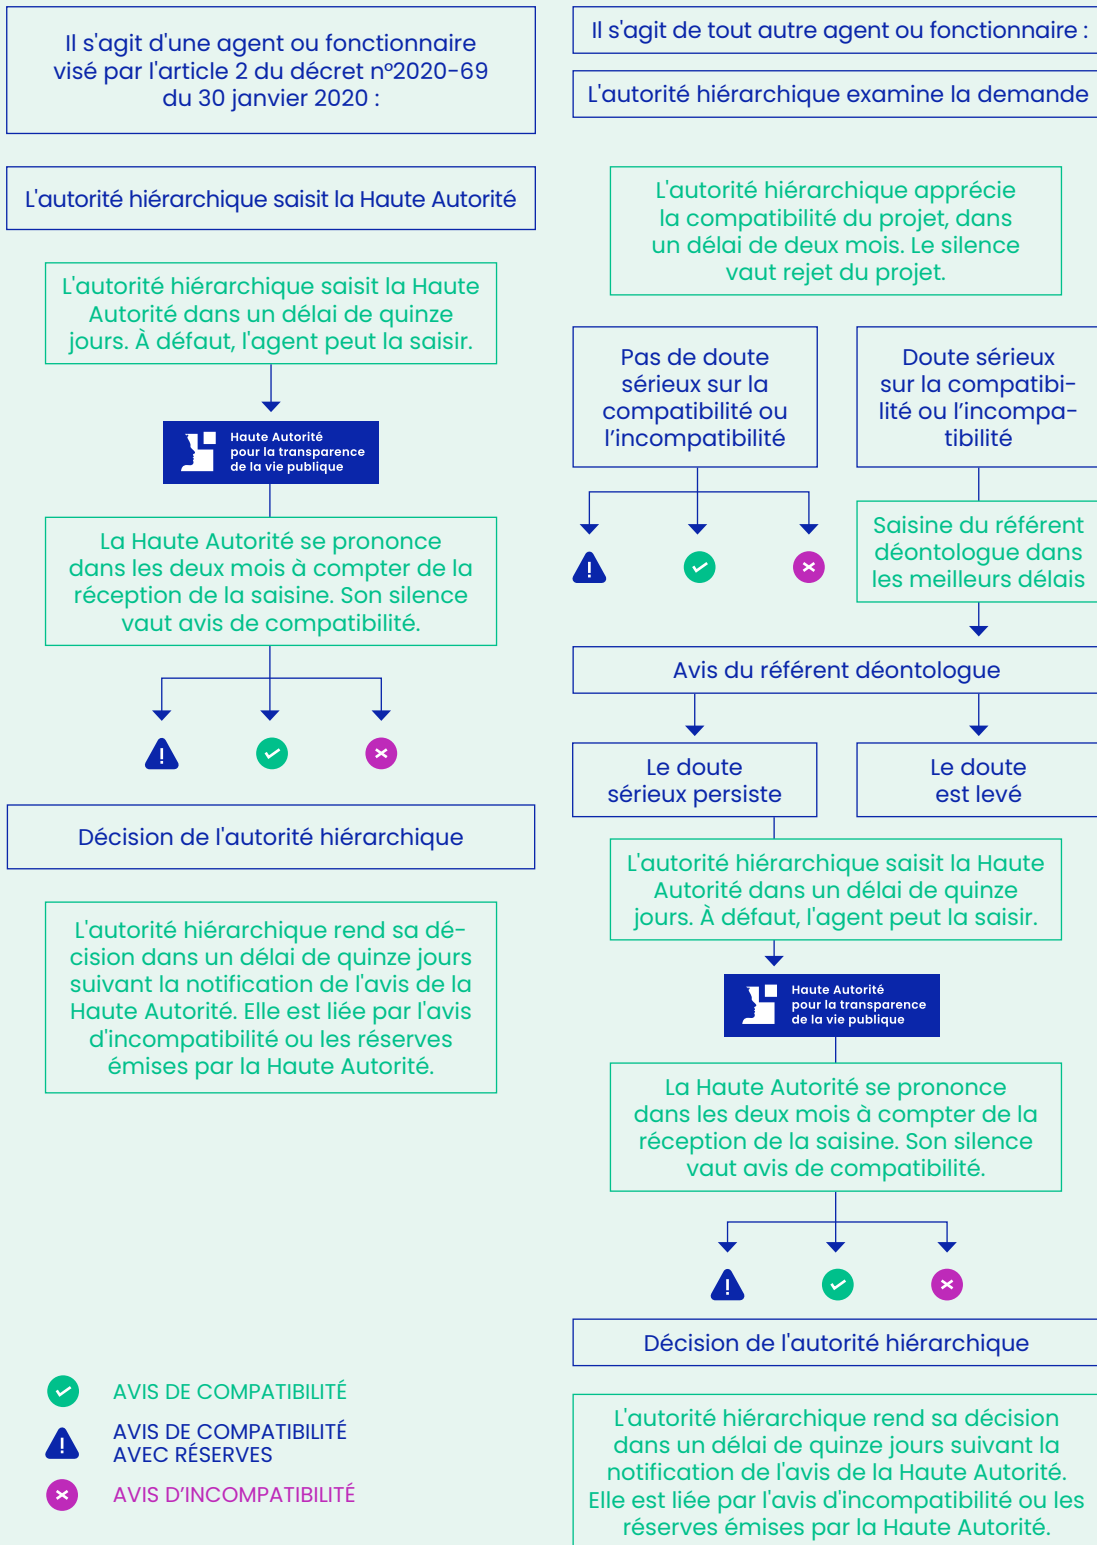 Il s'agit d'une agent ou fonctionnaire
visé par l'article 2 du décret nº2020-69
du 30 janvier 2020 :
L'autorité hiérarchique saisit la Haute Autorité
L'autorité hiérarchique saisit la Haute
Autorité dans un délai de quinze
jours. À défaut, l'agent peut la saisir.
Haute Autorité
pour la transparence
de la vie publique
La Haute Autorité se prononce
dans les deux mois à compter de la
réception de la saisine. Son silence
vaut avis de compatibilité.
Décision de l'autorité hiérarchique
L'autorité hiérarchique rend sa dé-
cision dans un délai de quinze jours
suivant la notification de l'avis de la
Haute Autorité. Elle est liée par l'avis
d'incompatibilité ou les réserves
émises par la Haute Autorité.
AVIS DE COMPATIBILITÉ
AVIS DE COMPATIBILITÉ
AVEC RÉSERVES
AVIS D’INCOMPATIBILITÉ
Il s'agit de tout autre agent ou fonctionnaire :
L'autorité hiérarchique examine la demande
L'autorité hiérarchique apprécie
la compatibilité du projet, dans
un délai de deux mois. Le silence
vaut rejet du projet.
Pas de doute
sérieux sur la
compatibilité ou
l’incompatibilité
Doute sérieux
sur la compatibi-
lité ou l’incompa-
tibilité
Saisine du référent
déontologue dans
les meilleurs délais
Avis du référent déontologue
Le doute
sérieux persiste
Le doute
est levé
L'autorité hiérarchique saisit la Haute
Autorité dans un délai de quinze
jours. À défaut, l'agent peut la saisir.
Haute Autorité
pour la transparence
de la vie publique
La Haute Autorité se prononce
dans les deux mois à compter de la
réception de la saisine. Son silence
vaut avis de compatibilité.
Décision de l'autorité hiérarchique
L'autorité hiérarchique rend sa décision
dans un délai de quinze jours suivant la
notification de l'avis de la Haute Autorité.
Elle est liée par l'avis d'incompatibilité ou les
réserves émises par la Haute Autorité.